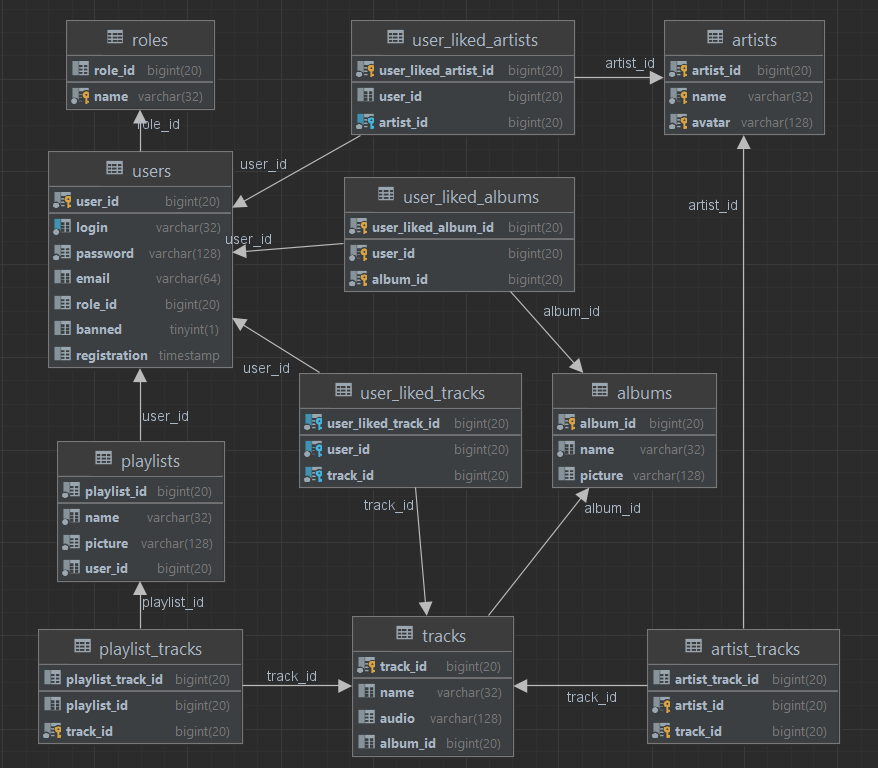 roles
role_id bigint(20)
name varchar(32)
role_id
users
user_id bigint(20)
login varchar(32)
password varchar(128)
email varchar(64)
role_id bigint(20)
banned tinyint(1)
registration timestamp
user_liked_artists
user_liked_artist_id bigint(20)
user_id bigint(20)
artist_id bigint(20)
artist_id
user_id
artists
artist_id bigint(20)
name varchar(32)
avatar varchar(128)
artist_id
user_liked_albums
user_liked_album_id bigint(20)
user_id bigint(20)
album_id bigint(20)
user_id
album_id
user_liked_tracks
user_liked_track_id bigint(20)
user_id bigint(20)
track_id bigint(20)
user_id
track_id
albums
album_id bigint(20)
name varchar(32)
picture varchar(128)
album_id
user_id
playlists
playlist_id bigint(20)
name varchar(32)
picture varchar(128)
user_id bigint(20)
playlist_id
playlist_tracks
playlist_track_id bigint(20)
playlist_id bigint(20)
track_id bigint(20)
track_id
tracks
track_id bigint(20)
name varchar(32)
audio varchar(128)
album_id bigint(20)
track_id
artist_tracks
artist_track_id bigint(20)
artist_id bigint(20)
track_id bigint(20)